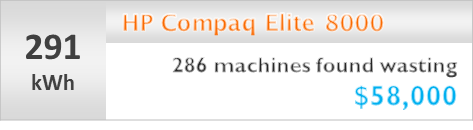 291
kWh
HP Compaq Elite 8000
286 machines found wasting
$58,000